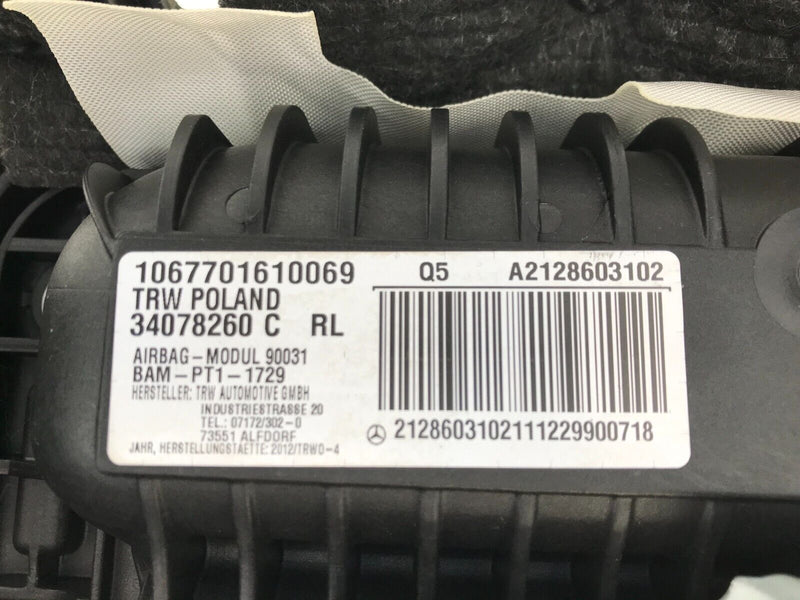 1067701610069 Q5 A2128603102
TRW POLAND
34078260 C RL
AIRBAG-MODUL 90031
BAM-PT1-1729
HERSTELLER: TRW AUTOMOTIVE GMBH
INDUSTRIESTRASSE 20
TEL.: 07172/302-0
73551 ALFDORF
JAHR, HERSTELLUNGSTAETTE: 2012/TRWO-4
2128603102111229900718